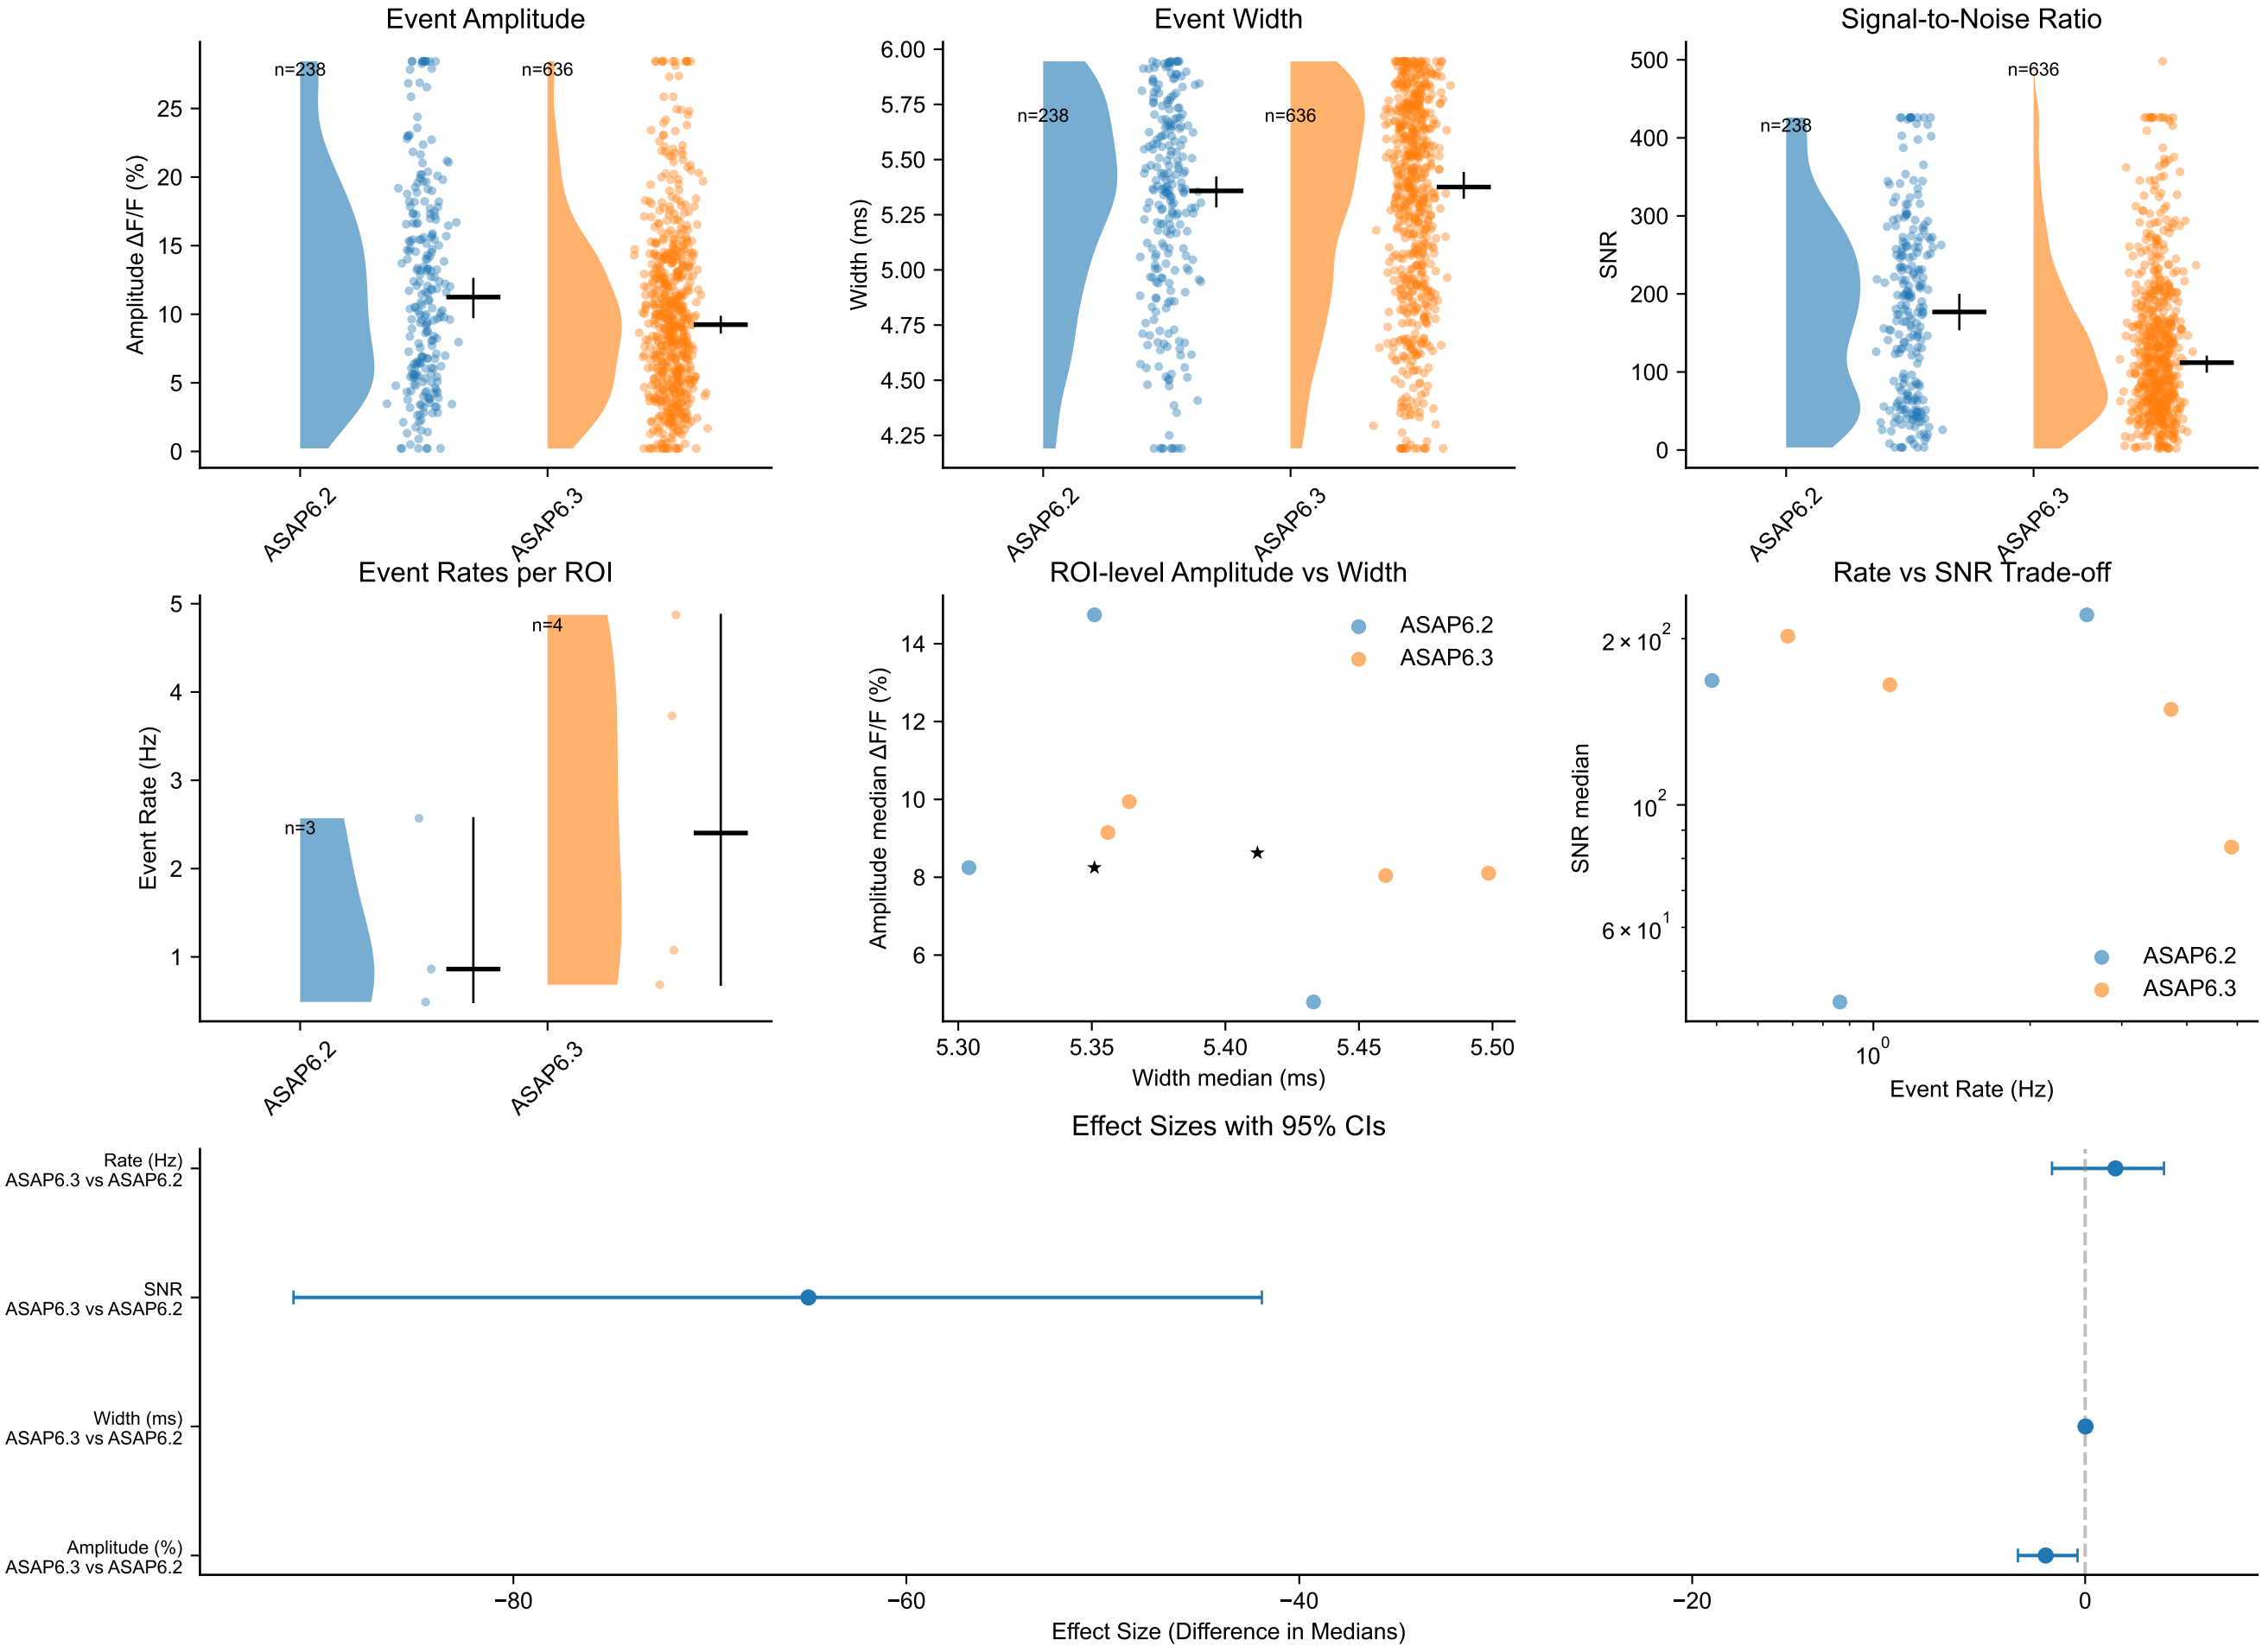 Event Amplitude
Amplitude ΔF/F (%)
25
20
15
10
5
0
n=238
n=636
ASAP6.2
ASAP6.3
Event Width
Width (ms)
6.00
5.75
5.50
5.25
5.00
4.75
4.50
4.25
n=238
n=636
ASAP6.2
ASAP6.3
Signal-to-Noise Ratio
SNR
500
400
300
200
100
0
n=238
n=636
ASAP6.2
ASAP6.3
Event Rates per ROI
Event Rate (Hz)
5
4
3
2
1
n=3
n=4
ASAP6.2
ASAP6.3
ROI-level Amplitude vs Width
Amplitude median ΔF/F (%)
14
12
10
8
6
ASAP6.2
ASAP6.3
5.30
5.35
5.40
5.45
5.50
Width median (ms)
Rate vs SNR Trade-off
SNR median
2 × 10²
10²
6 × 10¹
ASAP6.2
ASAP6.3
10⁰
Event Rate (Hz)
Effect Sizes with 95% CIs
Rate (Hz)
ASAP6.3 vs ASAP6.2
SNR
ASAP6.3 vs ASAP6.2
Width (ms)
ASAP6.3 vs ASAP6.2
Amplitude (%)
ASAP6.3 vs ASAP6.2
−80
−60
−40
−20
0
Effect Size (Difference in Medians)